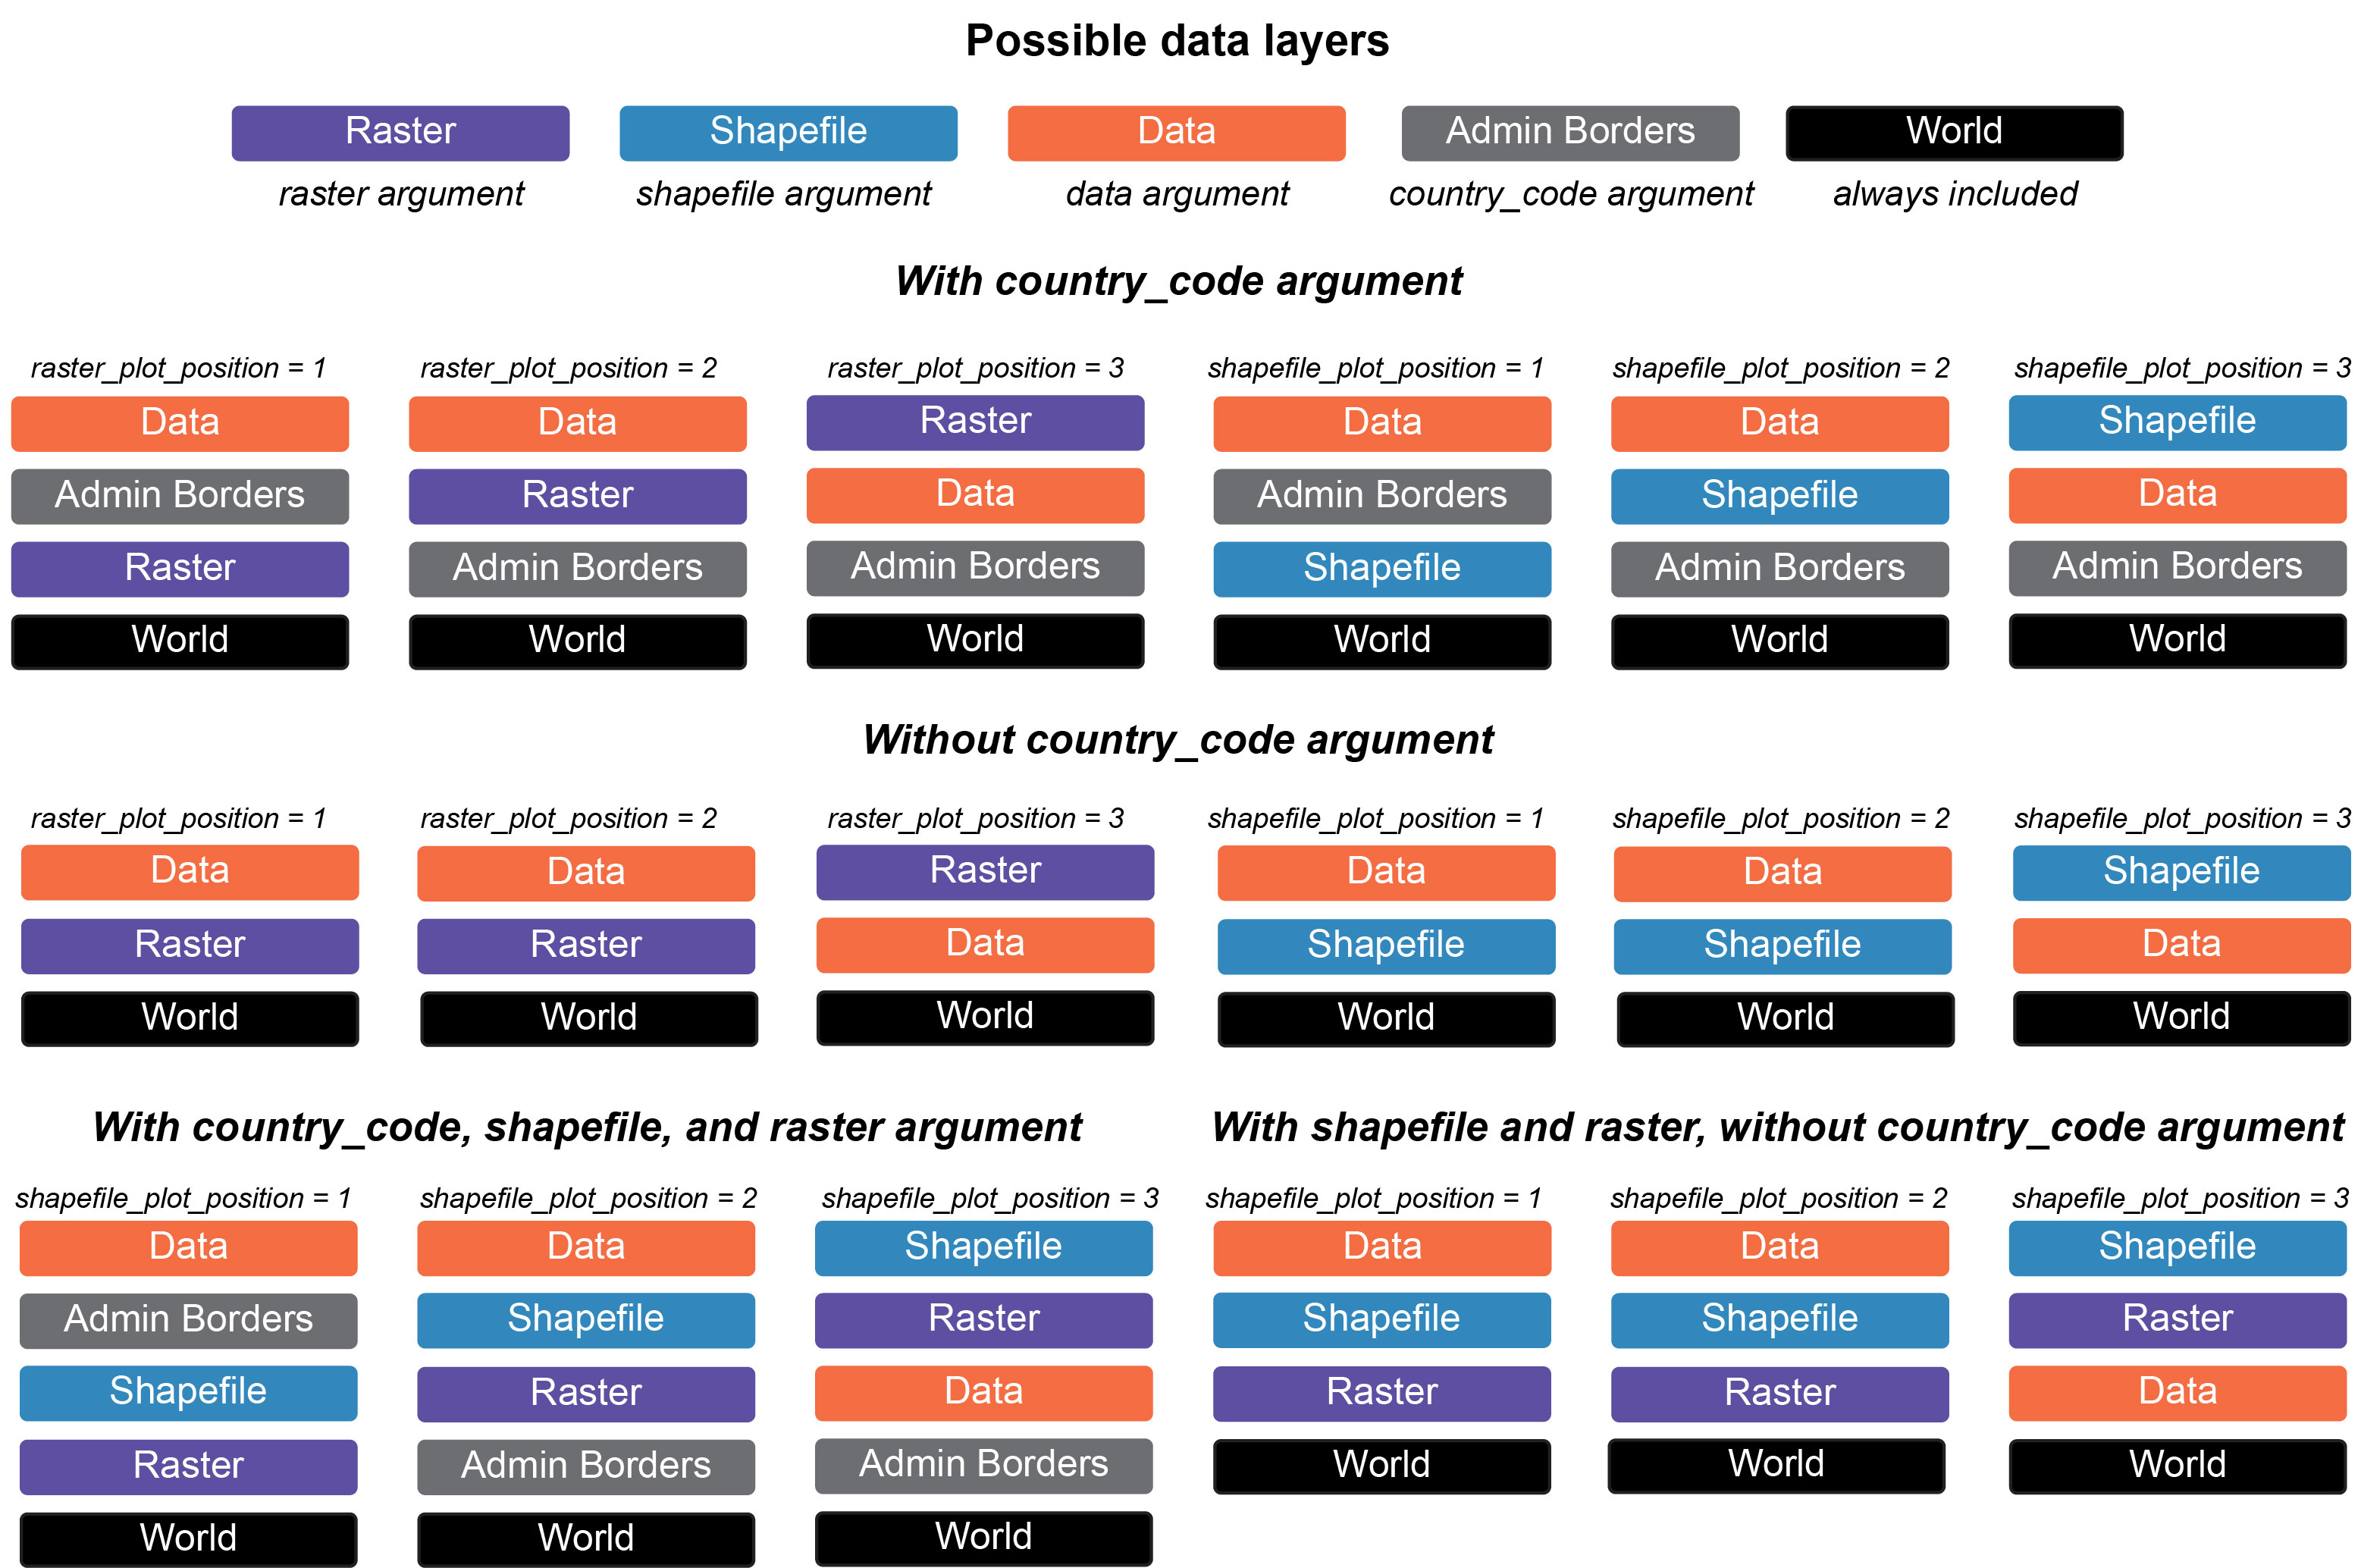 Possible data layers
Raster Shapefile Data Admin Borders World
raster argument shapefile argument data argument country_code argument always included
With country_code argument
raster_plot_position = 1 raster_plot_position = 2 raster_plot_position = 3 shapefile_plot_position = 1 shapefile_plot_position = 2 shapefile_plot_position = 3
Data Data Raster Data Data Shapefile
Admin Borders Raster Data Admin Borders Shapefile Data
Raster Admin Borders Admin Borders Shapefile Admin Borders Admin Borders
World World World World World World
Without country_code argument
raster_plot_position = 1 raster_plot_position = 2 raster_plot_position = 3 shapefile_plot_position = 1 shapefile_plot_position = 2 shapefile_plot_position = 3
Data Data Raster Data Data Shapefile
Raster Raster Data Shapefile Shapefile Data
World World World World World World
With country_code, shapefile, and raster argument With shapefile and raster, without country_code argument
shapefile_plot_position = 1 shapefile_plot_position = 2 shapefile_plot_position = 3 shapefile_plot_position = 1 shapefile_plot_position = 2 shapefile_plot_position = 3
Data Data Shapefile Data Data Shapefile
Admin Borders Shapefile Raster Shapefile Shapefile Raster
Shapefile Raster Data Raster Raster Data
Raster Admin Borders Admin Borders World World World
World World World